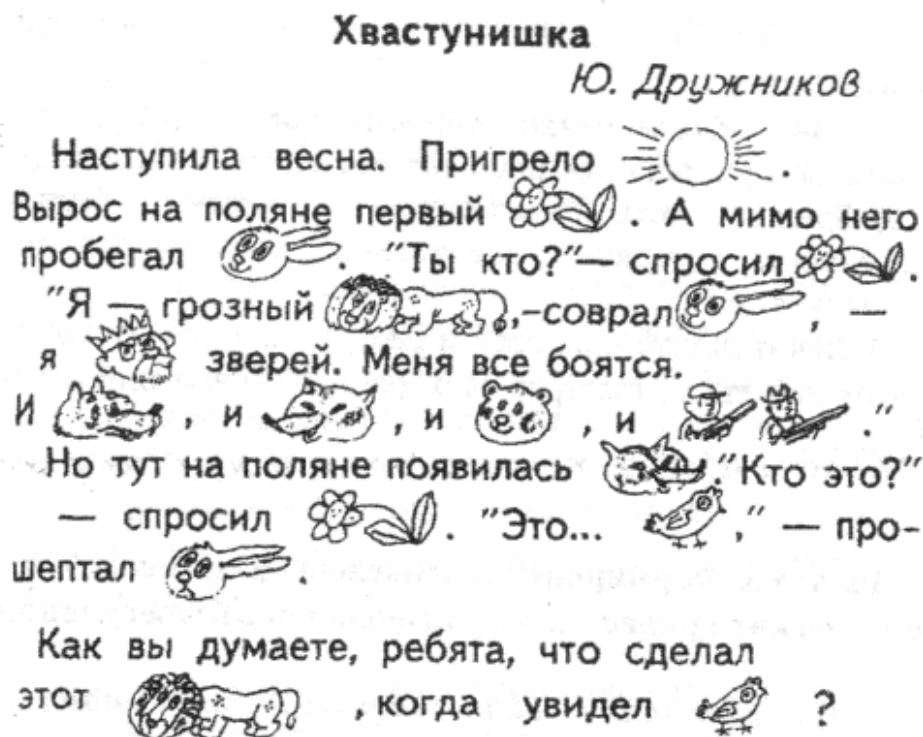 Хвастунишка
Ю. Дружников
Наступила весна. Пригрело .
Вырос на поляне первый . А мимо него
пробегал . "Ты кто?"— спросил .
"Я — грозный ,–соврал , —
я зверей. Меня все боятся.
И , и , и , и ."
Но тут на поляне появилась ."Кто это?"
— спросил . "Это... ," — про-
шептал .
Как вы думаете, ребята, что сделал
этот , когда увидел ?